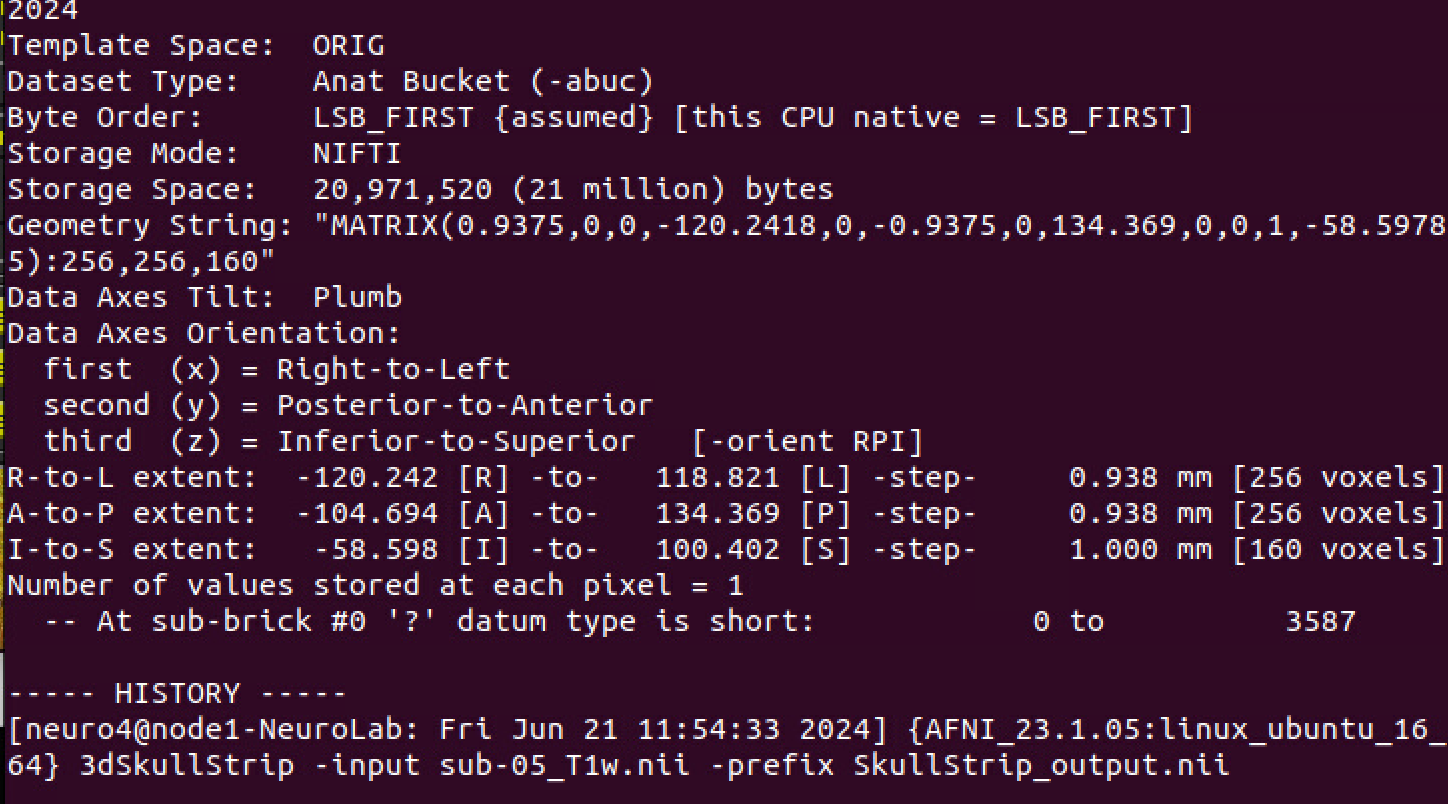 2024
Template Space:  ORIG
Dataset Type:    Anat Bucket (-abuc)
Byte Order:      LSB_FIRST {assumed} [this CPU native = LSB_FIRST]
Storage Mode:    NIFTI
Storage Space:   20,971,520 (21 million) bytes
Geometry String: "MATRIX(0.9375,0,0,-120.2418,0,-0.9375,0,134.369,0,0,1,-58.5978
5):256,256,160"
Data Axes Tilt:  Plumb
Data Axes Orientation:
  first  (x) = Right-to-Left
  second (y) = Posterior-to-Anterior
  third  (z) = Inferior-to-Superior   [-orient RPI]
R-to-L extent:  -120.242 [R] -to-   118.821 [L] -step-     0.938 mm [256 voxels]
A-to-P extent:  -104.694 [A] -to-   134.369 [P] -step-     0.938 mm [256 voxels]
I-to-S extent:   -58.598 [I] -to-   100.402 [S] -step-     1.000 mm [160 voxels]
Number of values stored at each pixel = 1
  -- At sub-brick #0 '?' datum type is short:            0 to          3587

----- HISTORY -----
[neuro4@node1-NeuroLab: Fri Jun 21 11:54:33 2024] {AFNI_23.1.05:linux_ubuntu_16_
64} 3dSkullStrip -input sub-05_T1w.nii -prefix SkullStrip_output.nii